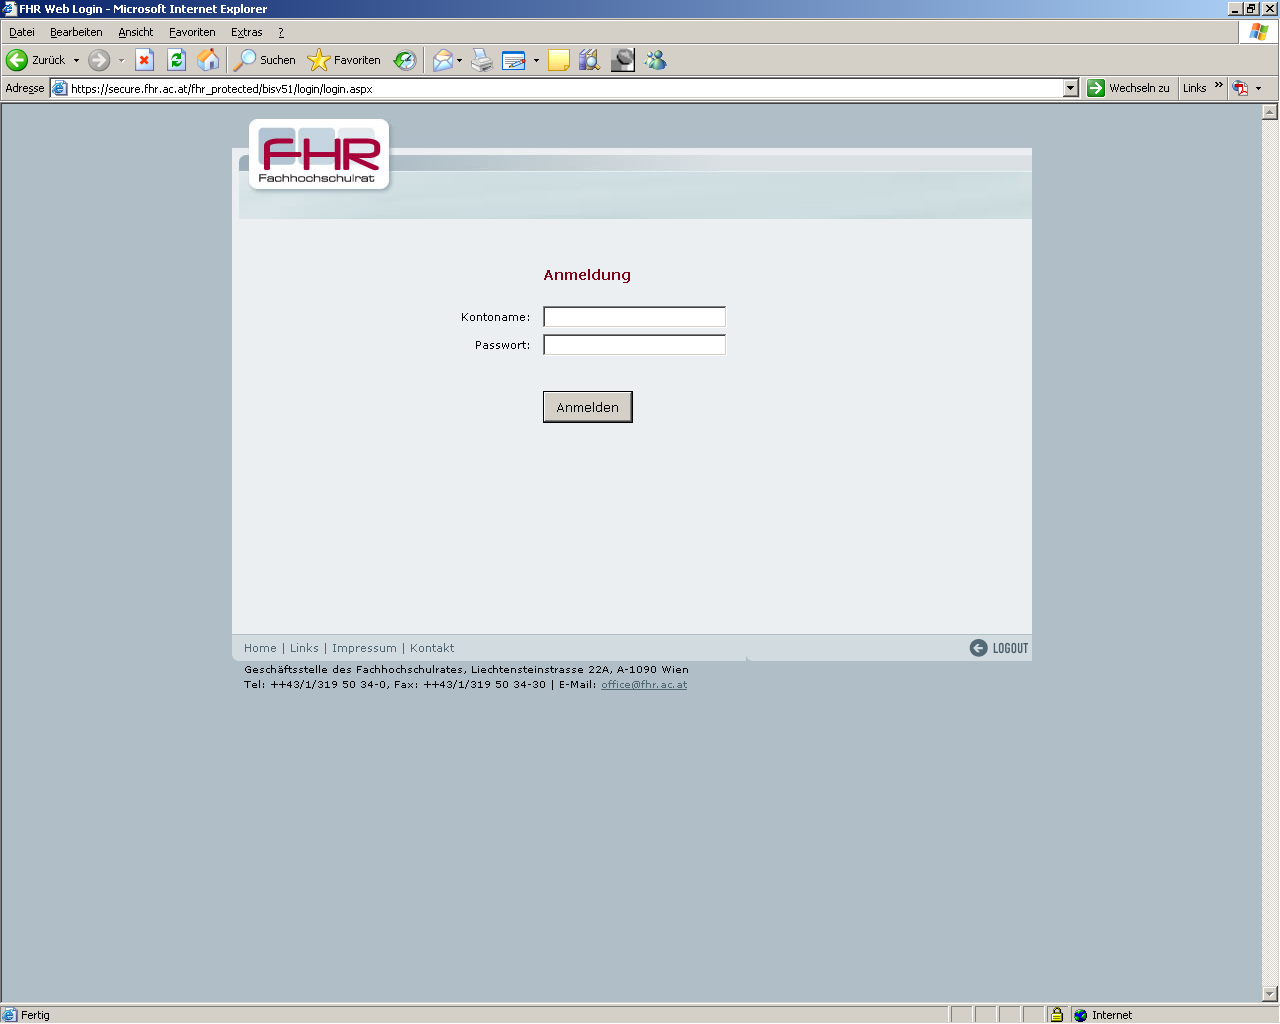 FHR Web Login - Microsoft Internet Explorer
Datei Bearbeiten Ansicht Favoriten Extras ?
Zurück Suchen Favoriten
Adresse https://secure.fhr.ac.at/fhr_protected/bisv51/login/login.aspx Wechseln zu Links »
FHR
Fachhochschulrat
Anmeldung
Kontoname:
Passwort:
Anmelden
Home | Links | Impressum | Kontakt LOGOUT
Geschäftsstelle des Fachhochschulrates, Liechtensteinstrasse 22A, A-1090 Wien
Tel: ++43/1/319 50 34-0, Fax: ++43/1/319 50 34-30 | E-Mail: office@fhr.ac.at
Fertig Internet